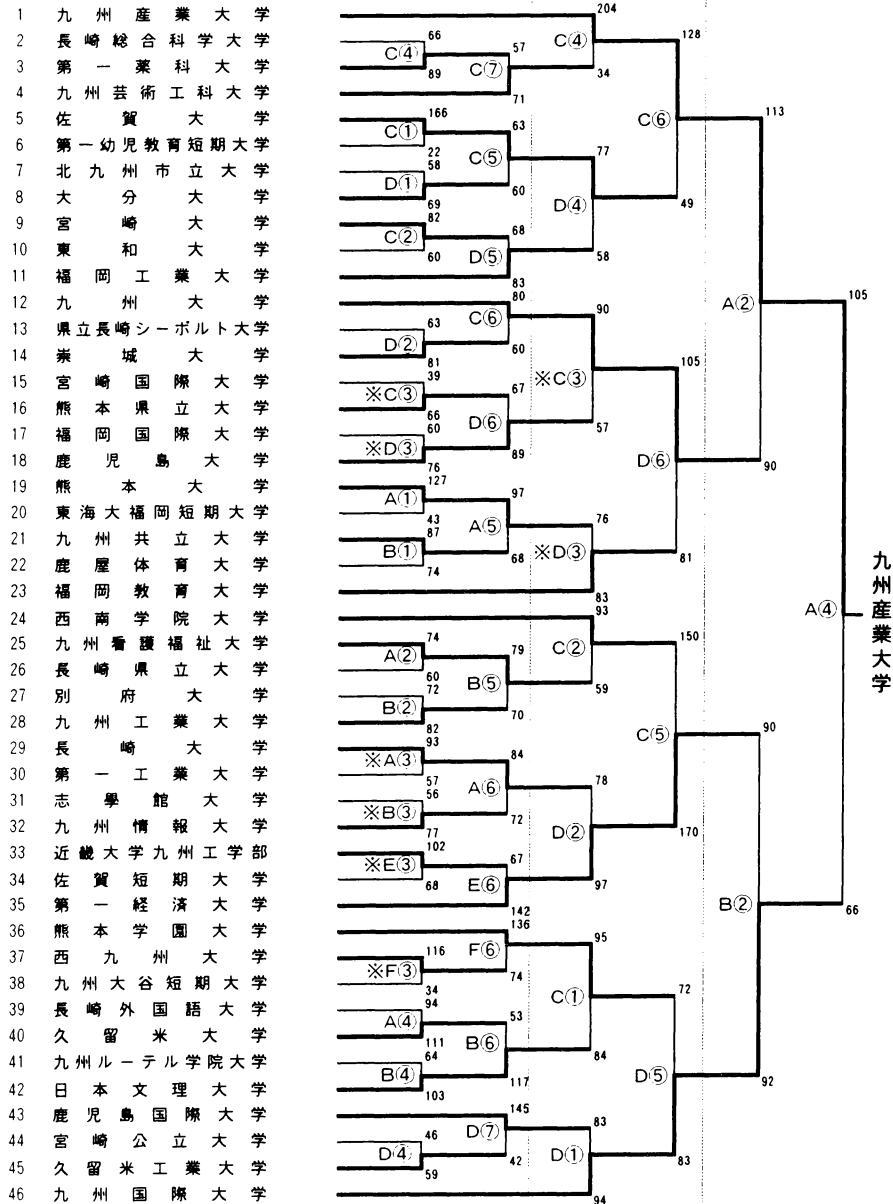 1 九州産業大学
2 長崎総合科学大学
3 第一薬科大学
4 九州芸術工科大学
5 佐賀大学
6 第一幼児教育短期大学
7 北九州市立大学
8 大分大学
9 宮崎大学
10 東和大学
11 福岡工業大学
12 九州大学
13 県立長崎シーボルト大学
14 崇城大学
15 宮崎国際大学
16 熊本県立大学
17 福岡国際大学
18 鹿児島大学
19 熊本大学
20 東海大福岡短期大学
21 九州共立大学
22 鹿屋体育大学
23 福岡教育大学
24 西南学院大学
25 九州看護福祉大学
26 長崎県立大学
27 別府大学
28 九州工業大学
29 長崎大学
30 第一工業大学
31 志學館大学
32 九州情報大学
33 近畿大学九州工学部
34 佐賀短期大学
35 第一経済大学
36 熊本学園大学
37 西九州大学
38 九州大谷短期大学
39 長崎外国語大学
40 久留米大学
41 九州ルーテル学院大学
42 日本文理大学
43 鹿児島国際大学
44 宮崎公立大学
45 久留米工業大学
46 九州国際大学
66 C④ 89
166 C① 22
58 D① 69
82 C② 60
63 D② 81
39 ※C③ 66
60 ※D③ 76
127 A① 43
87 B① 74
74 A② 60
72 B② 82
93 ※A③ 57
56 ※B③ 77
102 ※E③ 68
116 ※F③ 34
94 A④ 111
64 B④ 103
46 D④ 59
57 C⑦ 71
63 C⑤ 60
68 D⑤ 83
80 C⑥ 60
67 D⑥ 89
97 A⑤ 68
79 B⑤ 70
84 A⑥ 72
67 E⑥ 142
136 F⑥ 74
53 B⑥ 117
145 D⑦ 42
204 C④ 34
77 D④ 58
90 ※C③ 57
76 ※D③ 83
93 C② 59
78 D② 97
95 C① 84
83 D① 94
128 C⑥ 49
105 D⑥ 81
150 C⑤ 170
72 D⑤ 83
113 A② 90
90 B② 92
105 A④ 66
九州産業大学